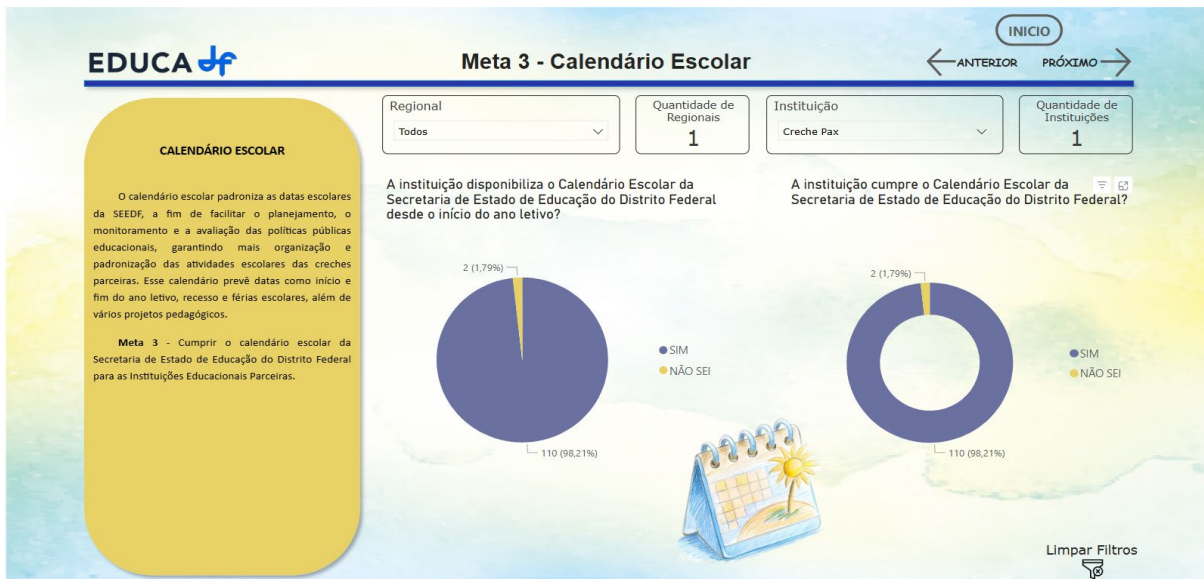 INICIO
EDUCA df
Meta 3 - Calendário Escolar
ANTERIOR
PRÓXIMO
CALENDÁRIO ESCOLAR
O calendário escolar padroniza as datas escolares
da SEEDF, a fim de facilitar o planejamento, o
monitoramento e a avaliação das políticas públicas
educacionais, garantindo mais organização e
padronização das atividades escolares das creches
parceiras. Esse calendário prevê datas como início e
fim do ano letivo, recesso e férias escolares, além de
vários projetos pedagógicos.
Meta 3 - Cumprir o calendário escolar da
Secretaria de Estado de Educação do Distrito Federal
para as Instituições Educacionais Parceiras.
Regional
Todos
Quantidade de
Regionais
1
Instituição
Creche Pax
Quantidade de
Instituições
1
A instituição disponibiliza o Calendário Escolar da
Secretaria de Estado de Educação do Distrito Federal
desde o início do ano letivo?
2 (1,79%)
SIM
NÃO SEI
110 (98,21%)
A instituição cumpre o Calendário Escolar da
Secretaria de Estado de Educação do Distrito Federal?
2 (1,79%)
SIM
NÃO SEI
110 (98,21%)
Limpar Filtros